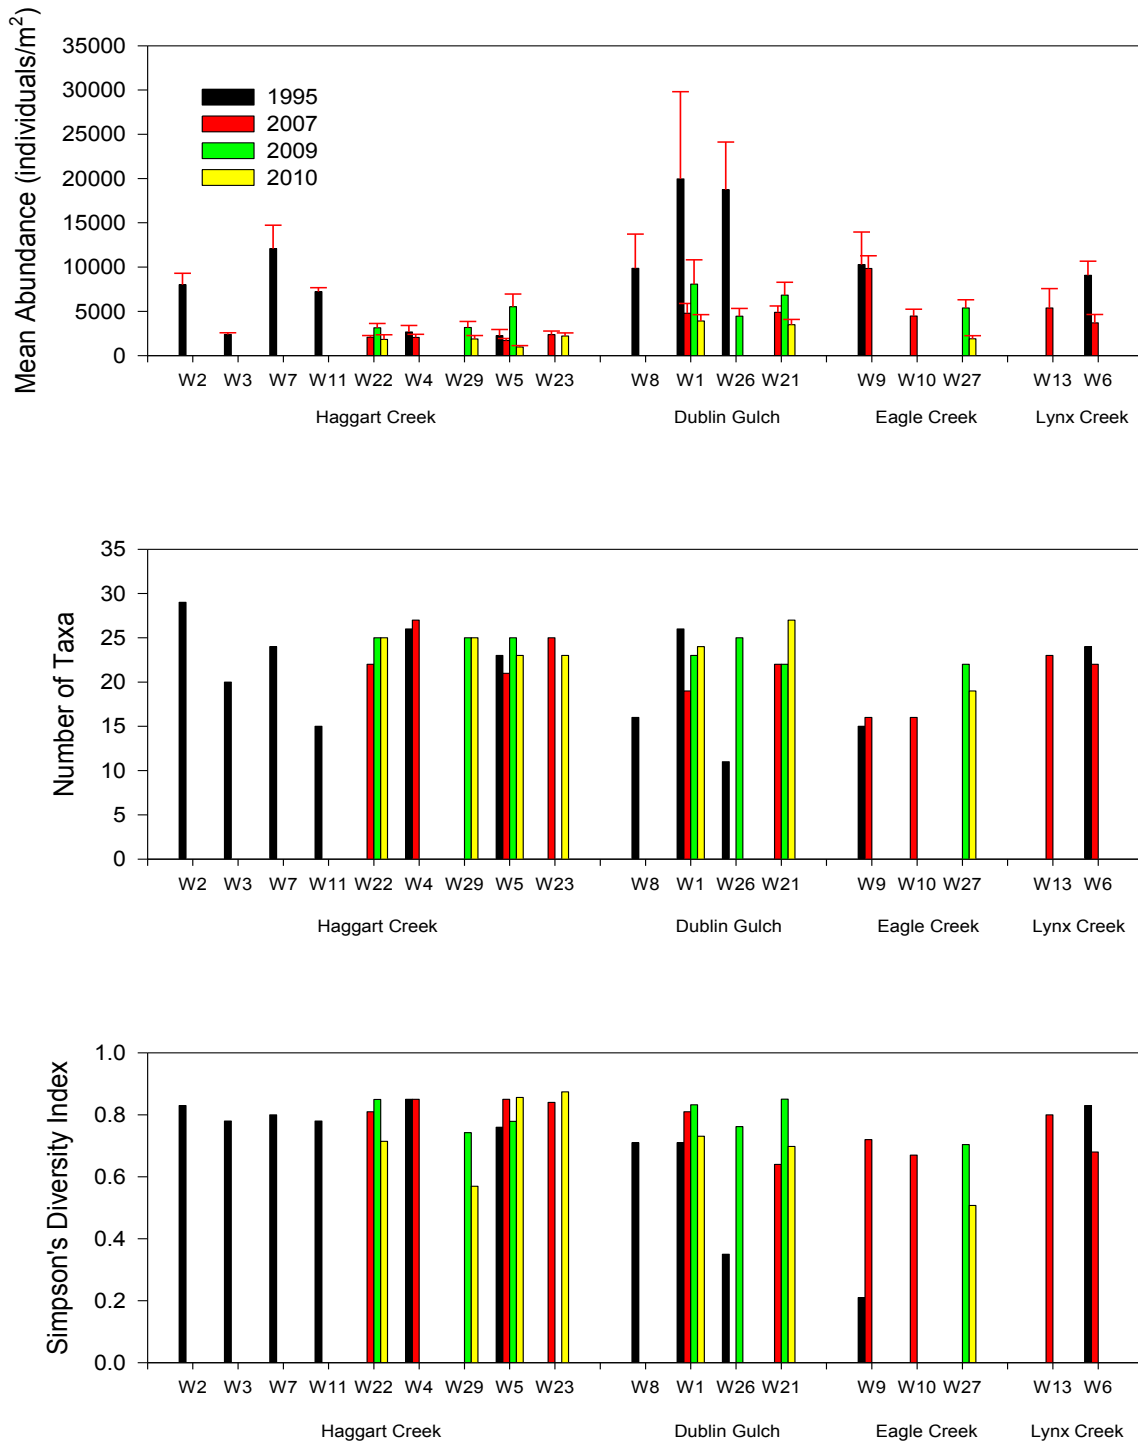 Mean Abundance (individuals/m²)
35000
30000
25000
20000
15000
10000
5000
0
1995
2007
2009
2010
W2 W3 W7 W11 W22 W4 W29 W5 W23 W8 W1 W26 W21 W9 W10 W27 W13 W6
Haggart Creek Dublin Gulch Eagle Creek Lynx Creek
Number of Taxa
35
30
25
20
15
10
5
0
W2 W3 W7 W11 W22 W4 W29 W5 W23 W8 W1 W26 W21 W9 W10 W27 W13 W6
Haggart Creek Dublin Gulch Eagle Creek Lynx Creek
Simpson's Diversity Index
1.0
0.8
0.6
0.4
0.2
0.0
W2 W3 W7 W11 W22 W4 W29 W5 W23 W8 W1 W26 W21 W9 W10 W27 W13 W6
Haggart Creek Dublin Gulch Eagle Creek Lynx Creek